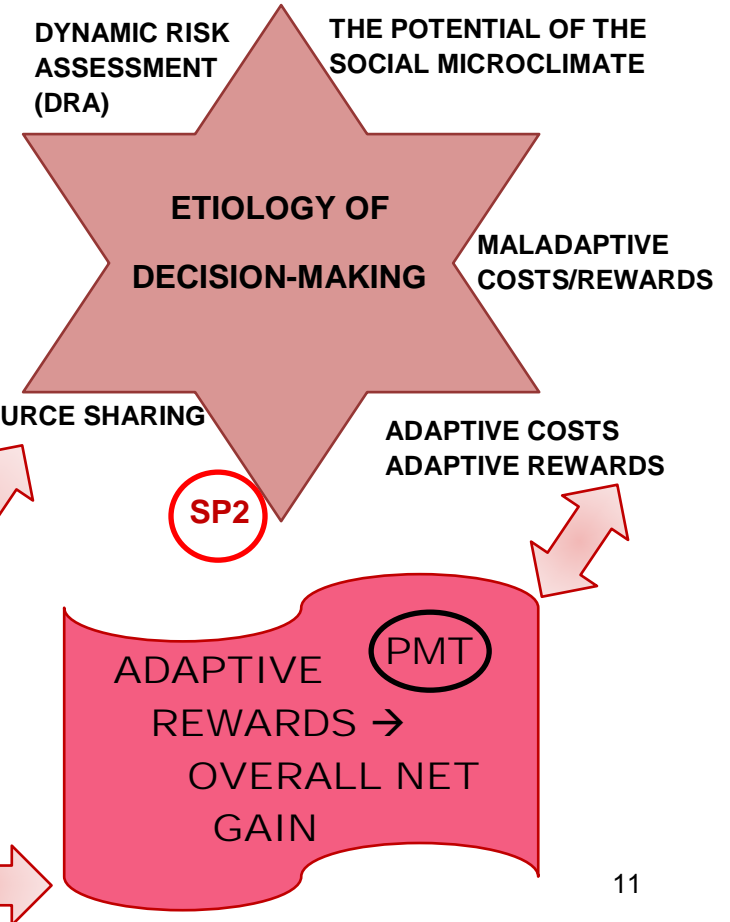 DYNAMIC RISK
ASSESSMENT
(DRA)
THE POTENTIAL OF THE
SOCIAL MICROCLIMATE
ETIOLOGY OF
DECISION-MAKING
MALADAPTIVE
COSTS/REWARDS
URCE SHARING
ADAPTIVE COSTS
ADAPTIVE REWARDS
SP2
PMT
ADAPTIVE
REWARDS →
OVERALL NET
GAIN
11